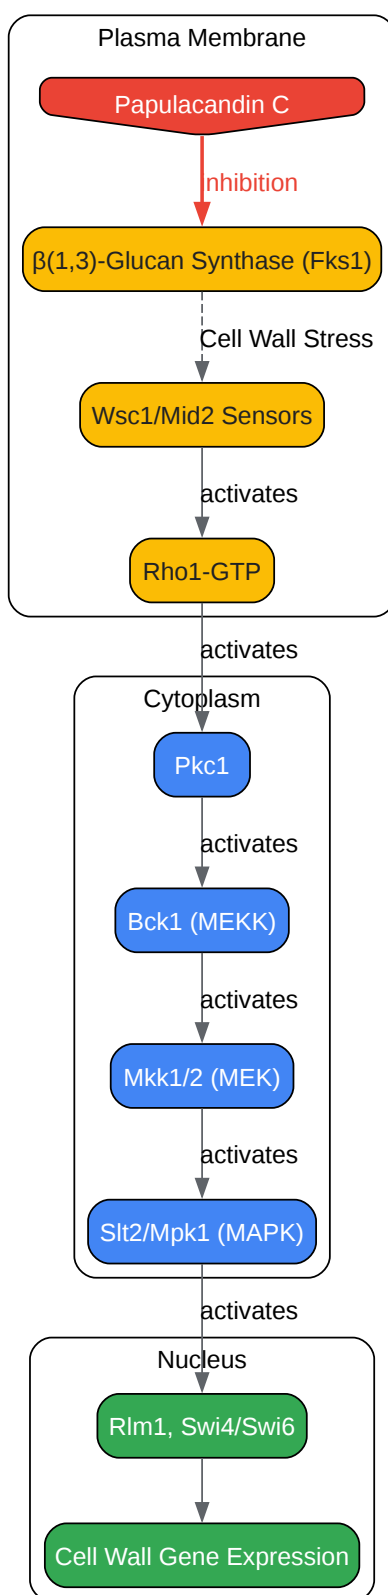 Plasma Membrane
Papulacandin C
Inhibition
β(1,3)-Glucan Synthase (Fks1)
Cell Wall Stress
Wsc1/Mid2 Sensors
activates
Rho1-GTP
activates
Cytoplasm
Pkc1
activates
Bck1 (MEKK)
activates
Mkk1/2 (MEK)
activates
Slt2/Mpk1 (MAPK)
activates
Nucleus
Rlm1, Swi4/Swi6
Cell Wall Gene Expression